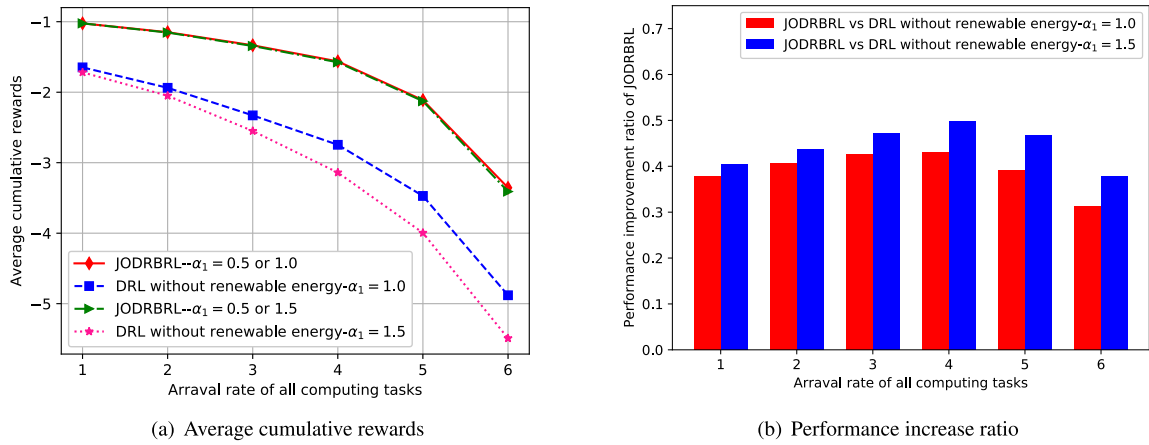 −1
−2
−3
−4
−5
Average cumulative rewards
JODRBRL--α₁ = 0.5 or 1.0
DRL without renewable energy-α₁ = 1.0
JODRBRL--α₁ = 0.5 or 1.5
DRL without renewable energy-α₁ = 1.5
1 2 3 4 5 6
Arraval rate of all computing tasks
(a) Average cumulative rewards
JODRBRL vs DRL without renewable energy-α₁ = 1.0
JODRBRL vs DRL without renewable energy-α₁ = 1.5
0.7
0.6
0.5
0.4
0.3
0.2
0.1
0.0
Performance improvement ratio of JODRBRL
1 2 3 4 5 6
Arraval rate of all computing tasks
(b) Performance increase ratio